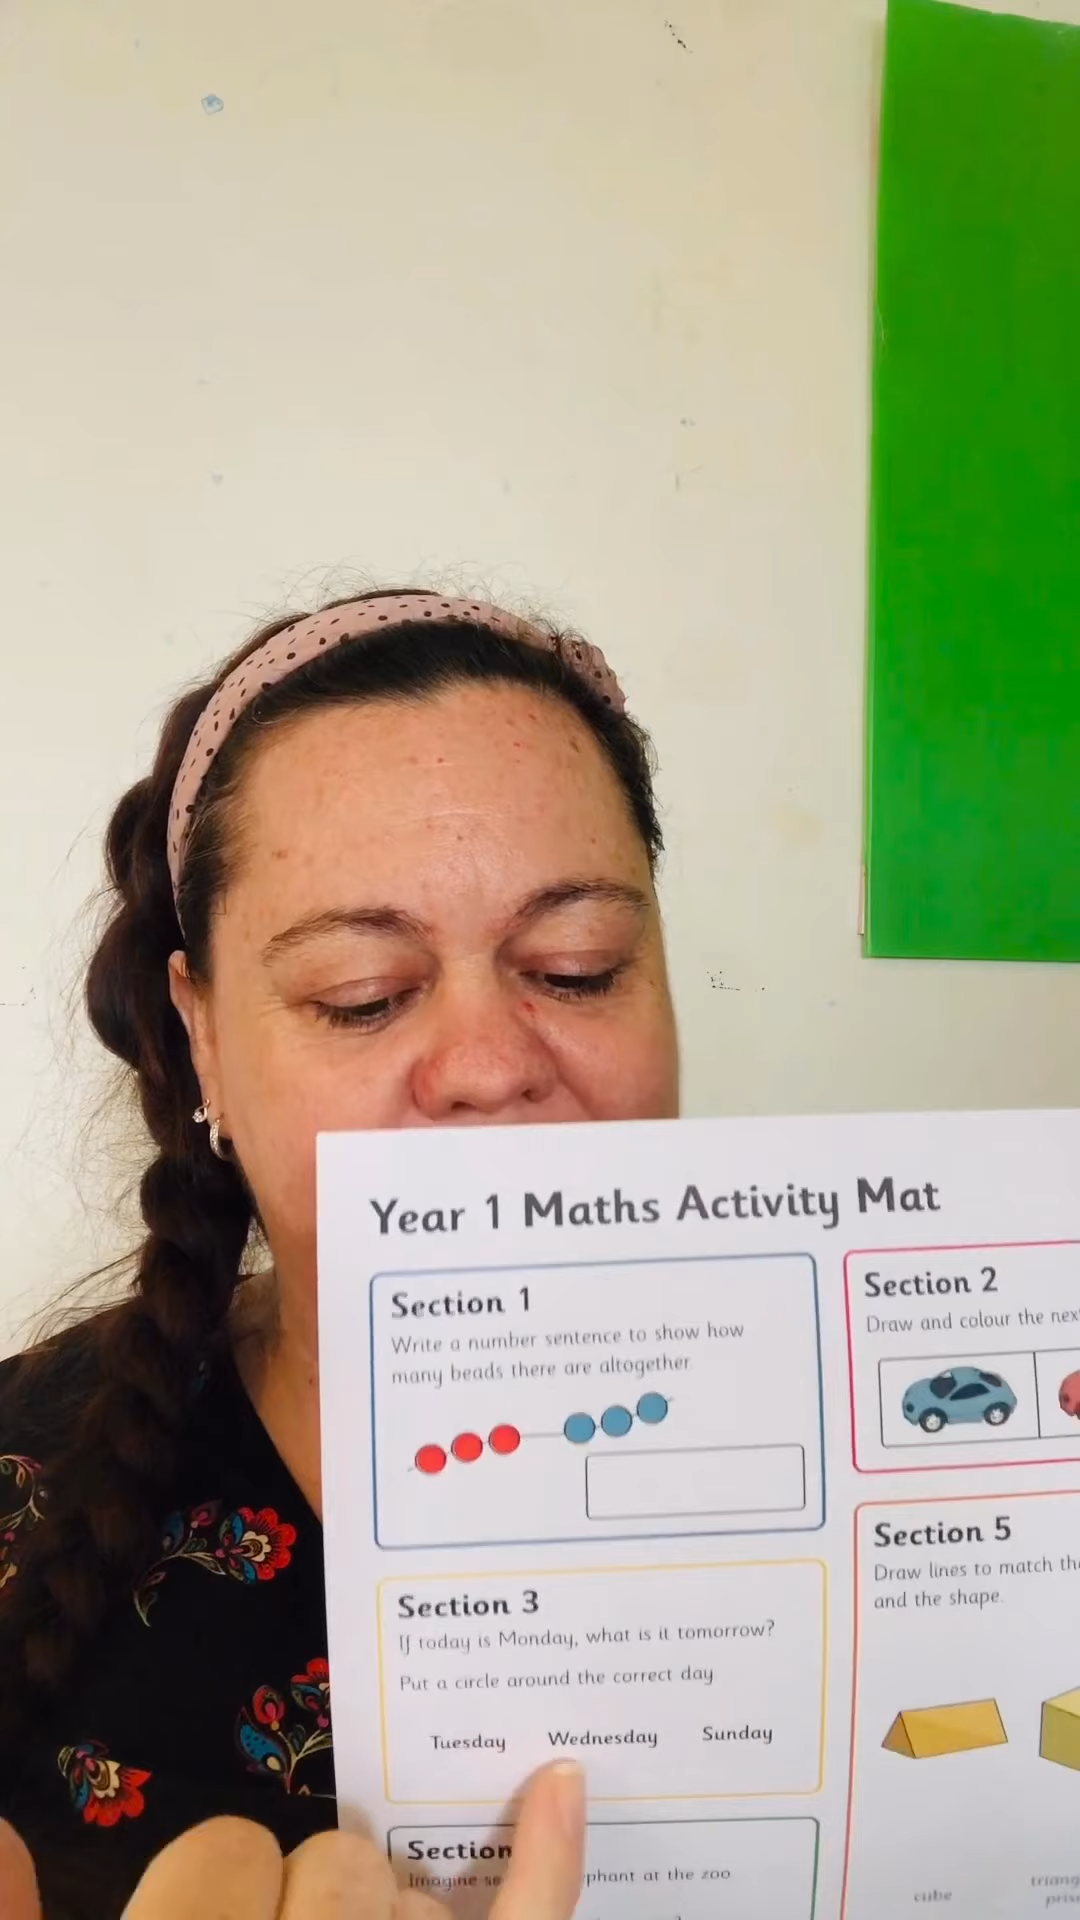 Year 1 Maths Activity Mat
Section 1
Write a number sentence to show how
many beads there are altogether.
Section 2
Draw and colour the next
Section 3
If today is Monday, what is it tomorrow?
Put a circle around the correct day
Tuesday Wednesday Sunday
Section 5
Draw lines to match the
and the shape.
cube
Section
Imagine phant at the zoo